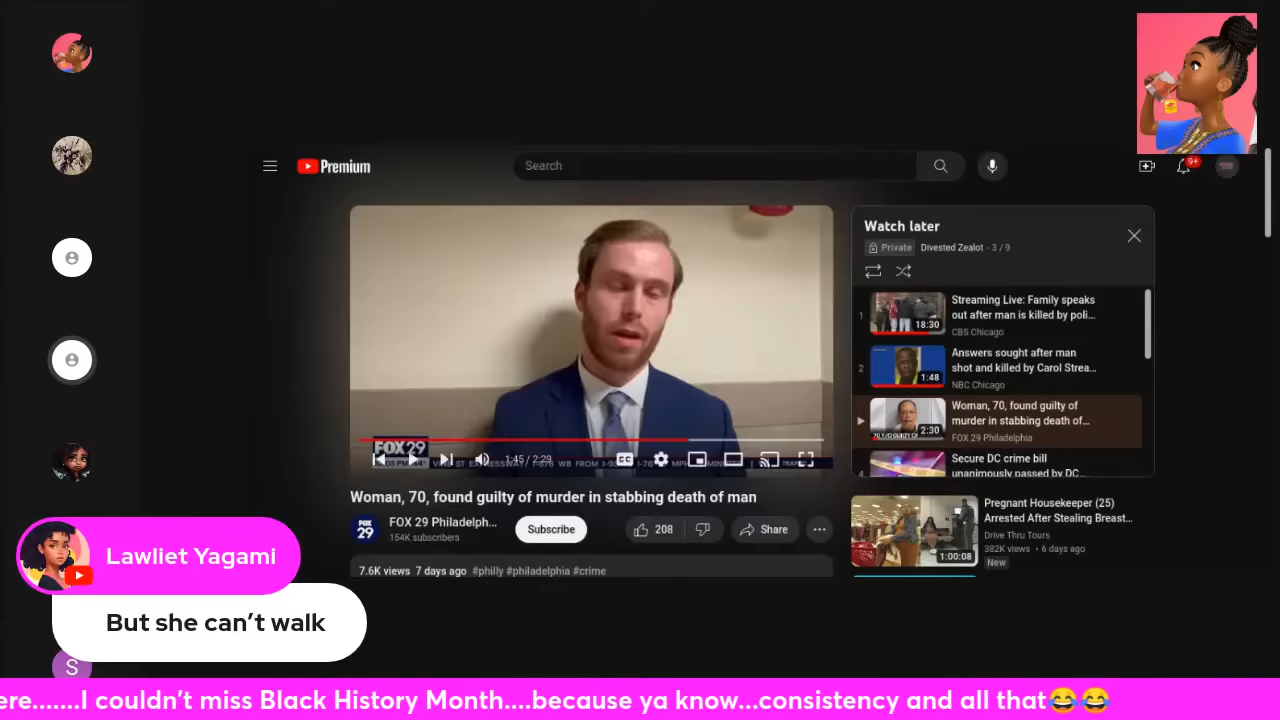 Premium
Search
9+
Watch later
Private Divested Zealot - 3 / 9
1
18:30
Streaming Live: Family speaks
out after man is killed by poli...
CBS Chicago
2
1:48
Answers sought after man
shot and killed by Carol Strea...
NBC Chicago
2:30
Woman, 70, found guilty of
murder in stabbing death of...
FOX 29 Philadelphia
4
Secure DC crime bill
unanimously passed by DC...
FOX 29
1:45 / 2:29
CC
Woman, 70, found guilty of murder in stabbing death of man
FOX
29
FOX 29 Philadelph...
154K subscribers
Subscribe
208
Share
7.6K views 7 days ago #philly #philadelphia #crime
1:00:08
Pregnant Housekeeper (25)
Arrested After Stealing Breast...
Drive Thru Tours
382K views • 6 days ago
New
Lawliet Yagami
But she can’t walk
S
ere.......I couldn’t miss Black History Month....because ya know...consistency and all that😂😂